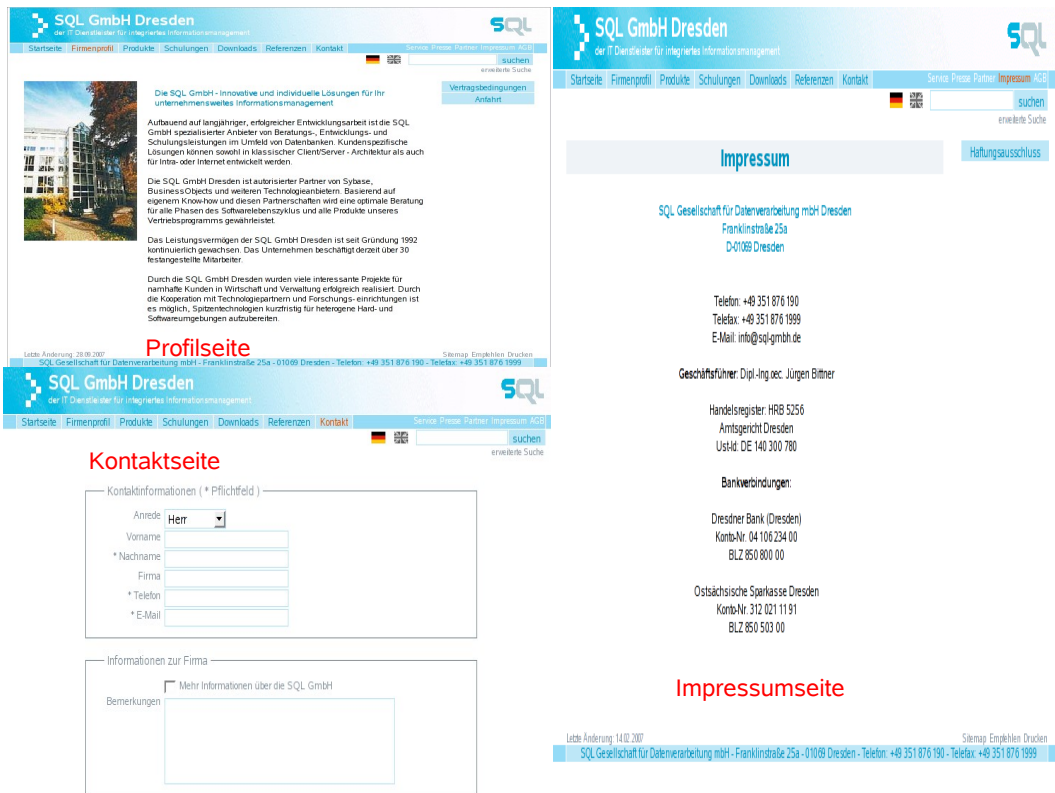 SQL GmbH Dresden
der IT Dienstleister für integriertes Informationsmanagement
SQL
Startseite Firmenprofil Produkte Schulungen Downloads Referenzen Kontakt Service Presse Partner Impressum AGB
suchen
erweiterte Suche
Vertragsbedingungen
Anfahrt
Die SQL GmbH - Innovative und individuelle Lösungen für Ihr
unternehmensweites Informationsmanagement
Aufbauend auf langjähriger, erfolgreicher Entwicklungsarbeit ist die SQL
GmbH spezialisierter Anbieter von Beratungs-, Entwicklungs- und
Schulungsleistungen im Umfeld von Datenbanken. Kundenspezifische
Lösungen können sowohl in klassischer Client/Server - Architektur als auch
für Intra- oder Internet entwickelt werden.
Die SQL GmbH Dresden ist autorisierter Partner von Sybase,
BusinessObjects und weiteren Technologieanbietern. Basierend auf
eigenem Know-how und diesen Partnerschaften wird eine optimale Beratung
für alle Phasen des Softwarelebenszyklus und alle Produkte unseres
Vertriebsprogramms gewährleistet.
Das Leistungsvermögen der SQL GmbH Dresden ist seit Gründung 1992
kontinuierlich gewachsen. Das Unternehmen beschäftigt derzeit über 30
festangestellte Mitarbeiter.
Durch die SQL GmbH Dresden wurden viele interessante Projekte für
namhafte Kunden in Wirtschaft und Verwaltung erfolgreich realisiert. Durch
die Kooperation mit Technologiepartnern und Forschungs- einrichtungen ist
es möglich, Spitzentechnologien kurzfristig für heterogene Hard- und
Softwareumgebungen aufzubereiten.
Profilseite
Letzte Änderung: 28.09.2007 Sitemap Empfehlen Drucken
SQL Gesellschaft für Datenverarbeitung mbH - Franklinstraße 25a - 01069 Dresden - Telefon: +49 351 876 190 - Telefax: +49 351 876 1999
SQL GmbH Dresden
der IT Dienstleister für integriertes Informationsmanagement
SQL
Startseite Firmenprofil Produkte Schulungen Downloads Referenzen Kontakt Service Presse Partner Impressum AGB
suchen
erweiterte Suche
Kontaktseite
Kontaktinformationen ( * Pflichtfeld )
Anrede Herr
Vorname
* Nachname
Firma
* Telefon
* E-Mail
Informationen zur Firma
Mehr Informationen über die SQL GmbH
Bemerkungen
SQL GmbH Dresden
der IT Dienstleister für integriertes Informationsmanagement
SQL
Startseite Firmenprofil Produkte Schulungen Downloads Referenzen Kontakt Service Presse Partner Impressum AGB
suchen
erweiterte Suche
Impressum
Haftungsausschluss
SQL Gesellschaft für Datenverarbeitung mbH Dresden
Franklinstraße 25a
D-01069 Dresden
Telefon: +49 351 876 190
Telefax: +49 351 876 1999
E-Mail: info@sql-gmbh.de
Geschäftsführer: Dipl.-Ing.oec. Jürgen Bittner
Handelsregister: HRB 5256
Amtsgericht Dresden
Ust-Id: DE 140 300 780
Bankverbindungen:
Dresdner Bank (Dresden)
Konto-Nr. 04 106 234 00
BLZ 850 800 00
Ostsächsische Sparkasse Dresden
Konto-Nr. 312 021 11 91
BLZ 850 503 00
Impressumseite
Letzte Änderung: 14.02.2007 Sitemap Empfehlen Drucken
SQL Gesellschaft für Datenverarbeitung mbH - Franklinstraße 25a - 01069 Dresden - Telefon: +49 351 876 190 - Telefax: +49 351 876 1999